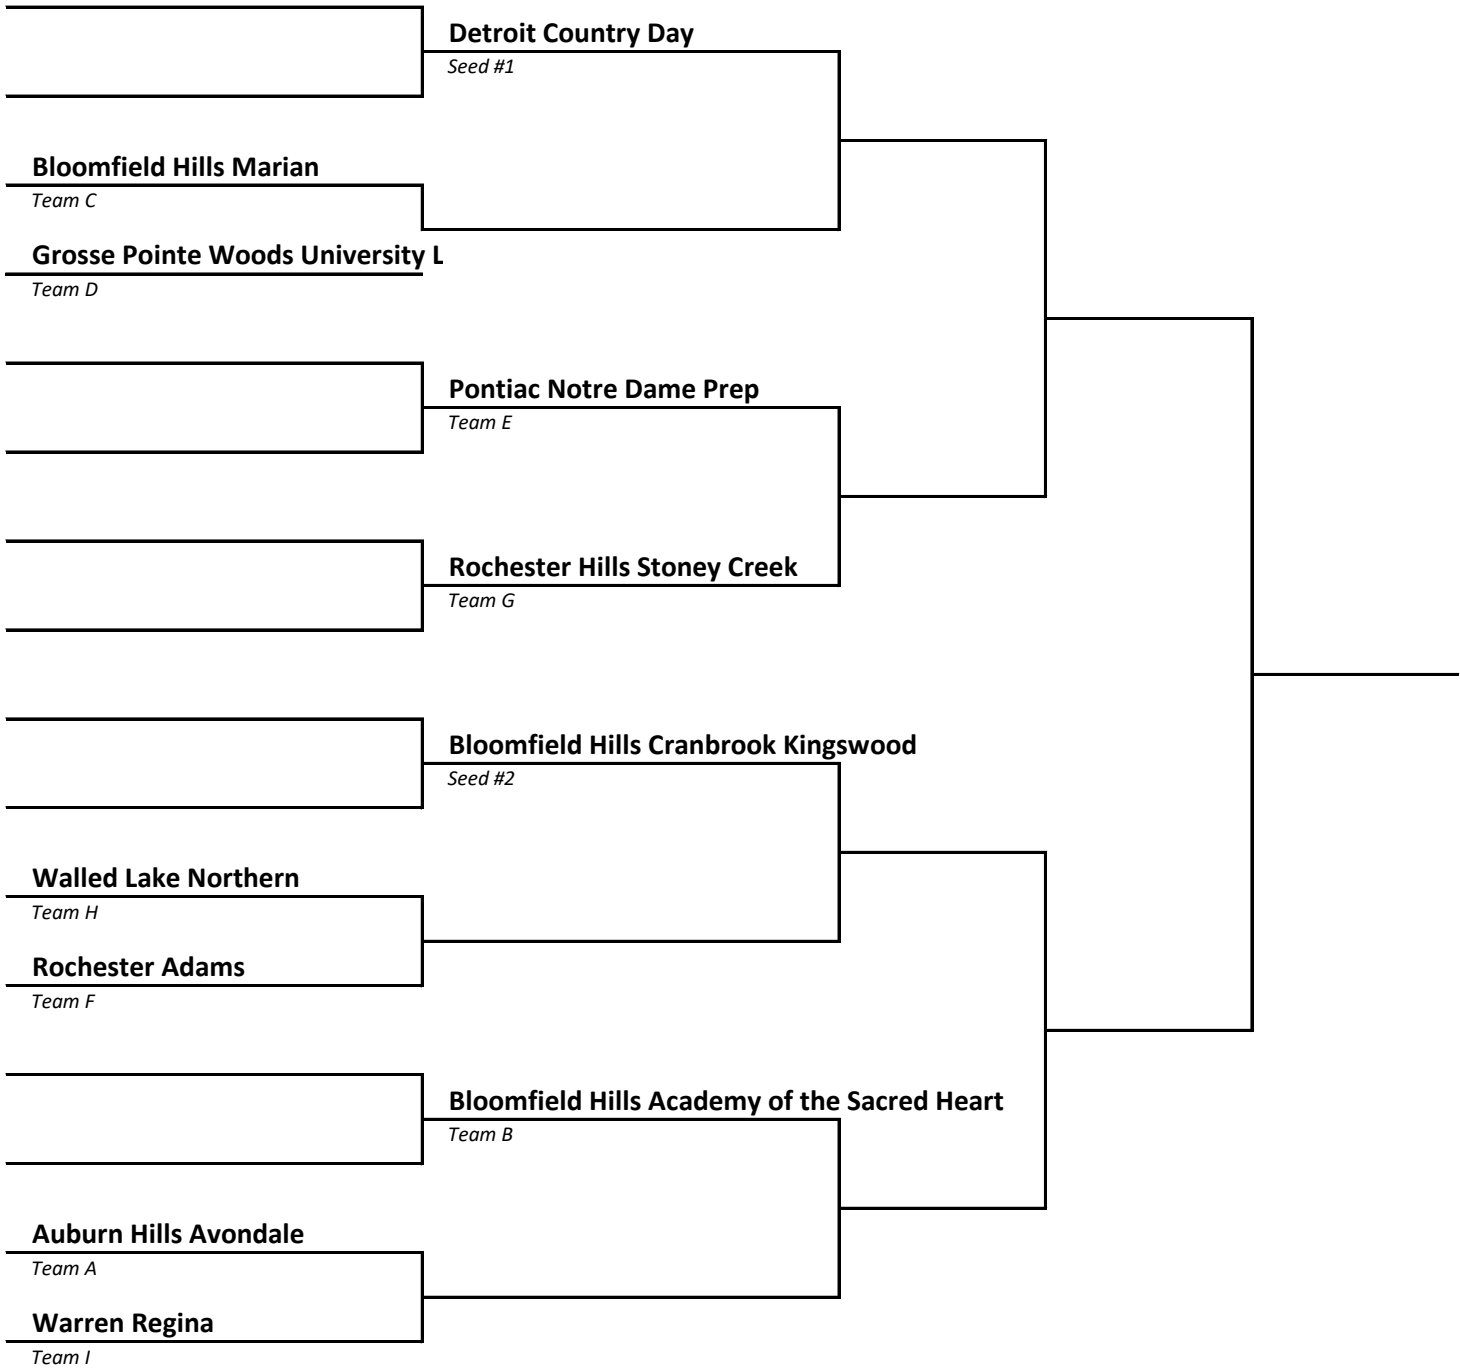 Detroit Country Day
Seed #1
Bloomfield Hills Marian
Team C
Grosse Pointe Woods University L
Team D
Pontiac Notre Dame Prep
Team E
Rochester Hills Stoney Creek
Team G
Bloomfield Hills Cranbrook Kingswood
Seed #2
Walled Lake Northern
Team H
Rochester Adams
Team F
Bloomfield Hills Academy of the Sacred Heart
Team B
Auburn Hills Avondale
Team A
Warren Regina
Team I